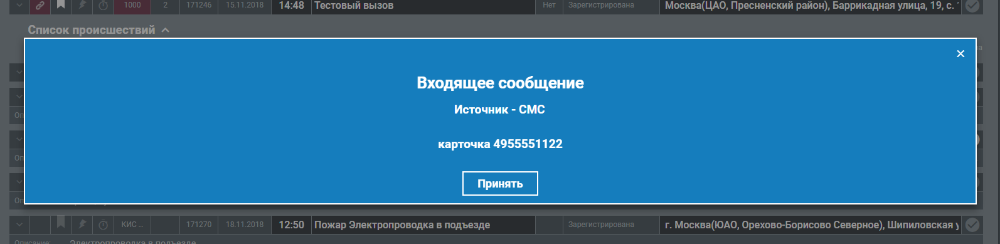 1000 2 171246 15.11.2018 14:48 Тестовый вызов Нет Зарегистрирована Москва(ЦАО, Пресненский район), Баррикадная улица, 19, с.
Список происшествий
Входящее сообщение
Источник - СМС
карточка 4955551122
Принять
КИС ... 171270 18.11.2018 12:50 Пожар Электропроводка в подъезде Зарегистрирована г. Москва(ЮАО, Орехово-Борисово Северное), Шипиловская
Описание: Электропроводка в подъезде